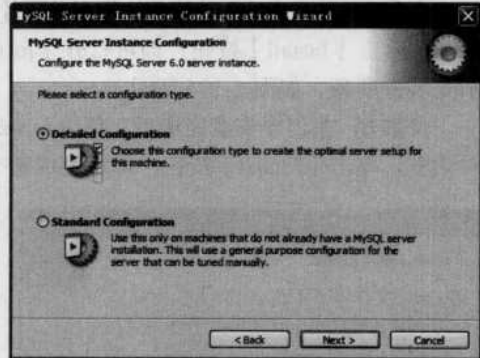 MySQL Server Instance Configuration Wizard
MySQL Server Instance Configuration
Configure the MySQL Server 6.0 server instance.
Please select a configuration type.
Detailed Configuration
Choose this configuration type to create the optimal server setup for
this machine.
Standard Configuration
Use this only on machines that do not already have a MySQL server
installation. This will use a general purpose configuration for the
server that can be tuned manually.
< Back
Next >
Cancel